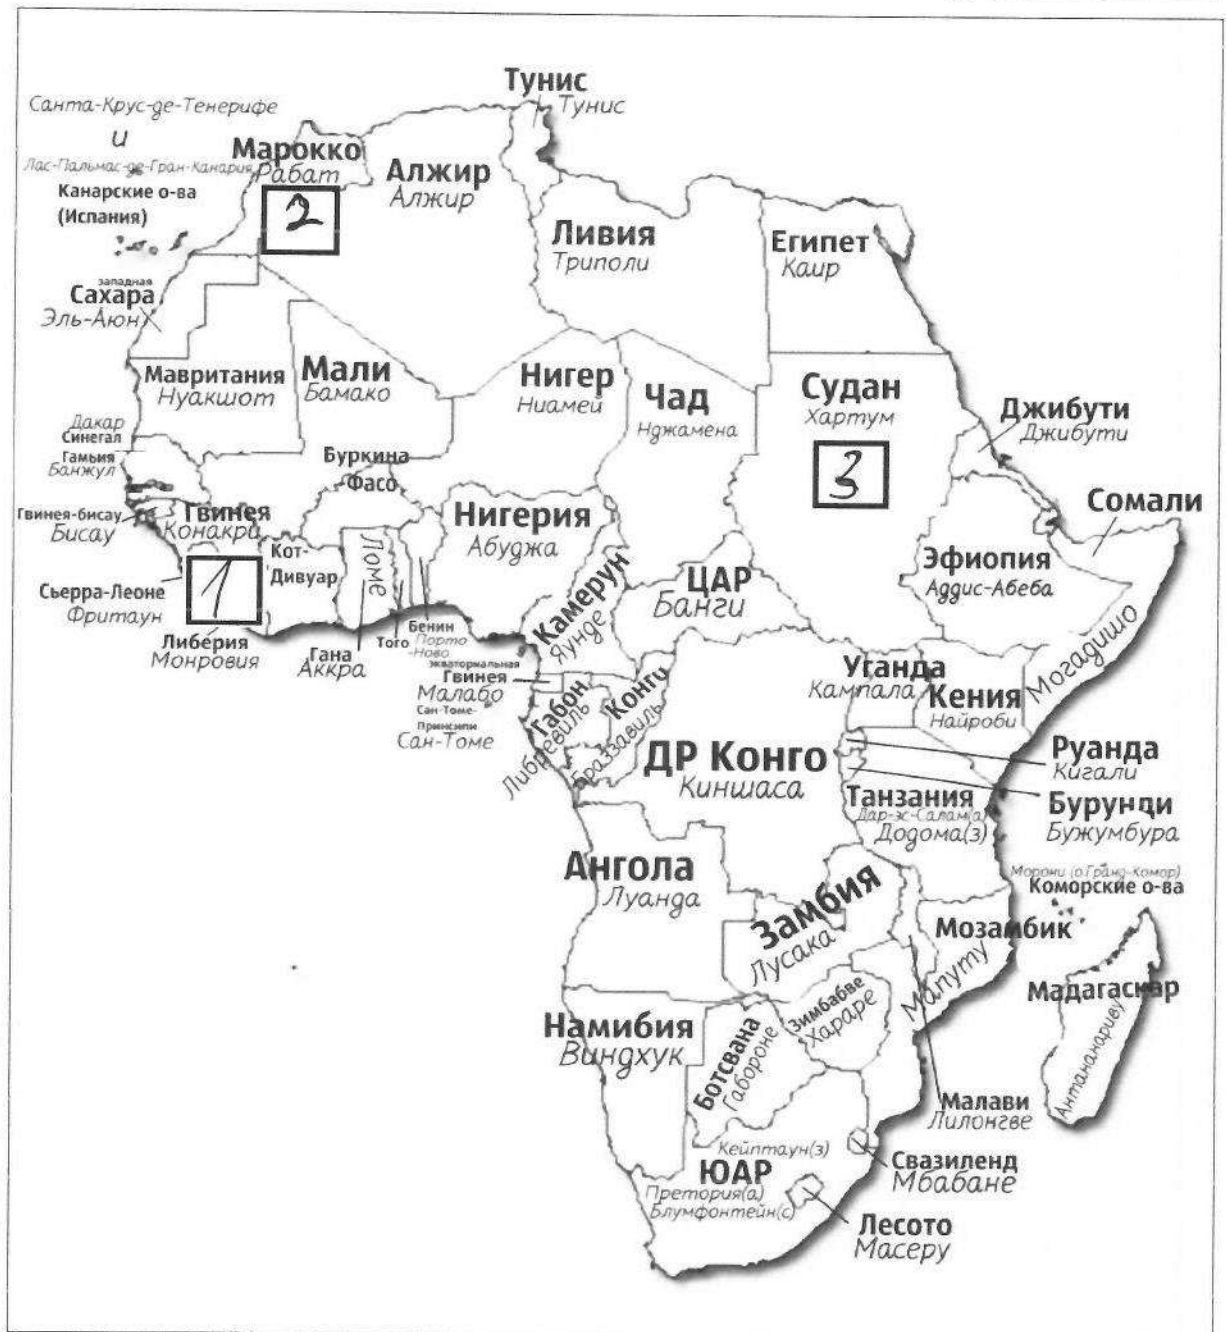 Тунис
Тунис
Санта-Крус-де-Тенерифе
и
Лас-Пальмас-де-Гран-Канария
Канарские о-ва
(Испания)
Марокко
Рабат
2
Алжир
Алжир
Ливия
Триполи
Египет
Каир
западная
Сахара
Эль-Аюн
Мавритания
Нуакшот
Мали
Бамако
Нигер
Ниамей
Чад
Нджамена
Судан
Хартум
3
Джибути
Джибути
Дакар
Синегал
Гамьия
Банжул
Буркина
Фасо
Гвинея-бисау
Бисау
Гвинея
Конакри
Нигерия
Абуджа
Сомали
Могадишо
Эфиопия
Аддис-Абеба
Кот-
Дивуар
Ломе
1
Сьерра-Леоне
Фритаун
Либерия
Монровия
Гана
Аккра
Того
Бенин
Порто
-Ново
Камерун
Яунде
ЦАР
Банги
экваториальная
Гвинея
Малабо
Сан-Томе-
Принсипи
Сан-Томе
Габон
Либревиль
Конго
Браззавиль
ДР Конго
Киншаса
Уганда
Кампала
Кения
Найроби
Руанда
Кигали
Бурунди
Бужумбура
Танзания
Дар-эс-Салам(а)
Додома(з)
Морони (о.Гранд-Комор)
Коморские о-ва
Ангола
Луанда
Замбия
Лусака
Мозамбик
Мапуту
Мадагаскар
Антананариву
Намибия
Виндхук
Ботсвана
Габороне
Зимбабве
Хараре
Малави
Лилонгве
Кейптаун(з)
ЮАР
Претория(а)
Блумфонтейн(с)
Свазиленд
Мбабане
Лесото
Масеру